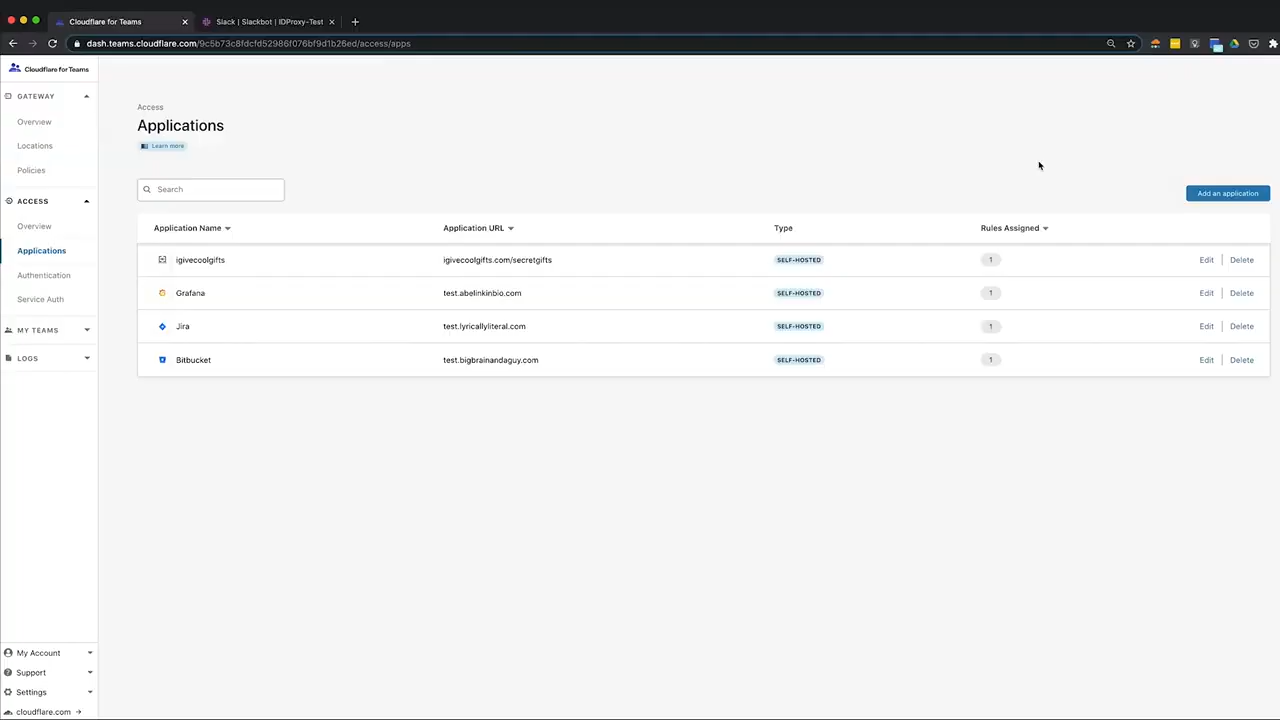 Cloudflare for Teams
Slack | Slackbot | IDProxy-Test
dash.teams.cloudflare.com/9c5b73c8fdcfd52986f076bf9d1b26ed/access/apps
Cloudflare for Teams
GATEWAY
Overview
Locations
Policies
ACCESS
Overview
Applications
Authentication
Service Auth
MY TEAMS
LOGS
My Account
Support
Settings
cloudflare.com →
Access
Applications
Learn more
Search
Add an application
Application Name Application URL Type Rules Assigned
igivecoolgifts igivecoolgifts.com/secretgifts SELF-HOSTED 1 Edit Delete
Grafana test.abelinkinbio.com SELF-HOSTED 1 Edit Delete
Jira test.lyricallyliteral.com SELF-HOSTED 1 Edit Delete
Bitbucket test.bigbrainandaguy.com SELF-HOSTED 1 Edit Delete